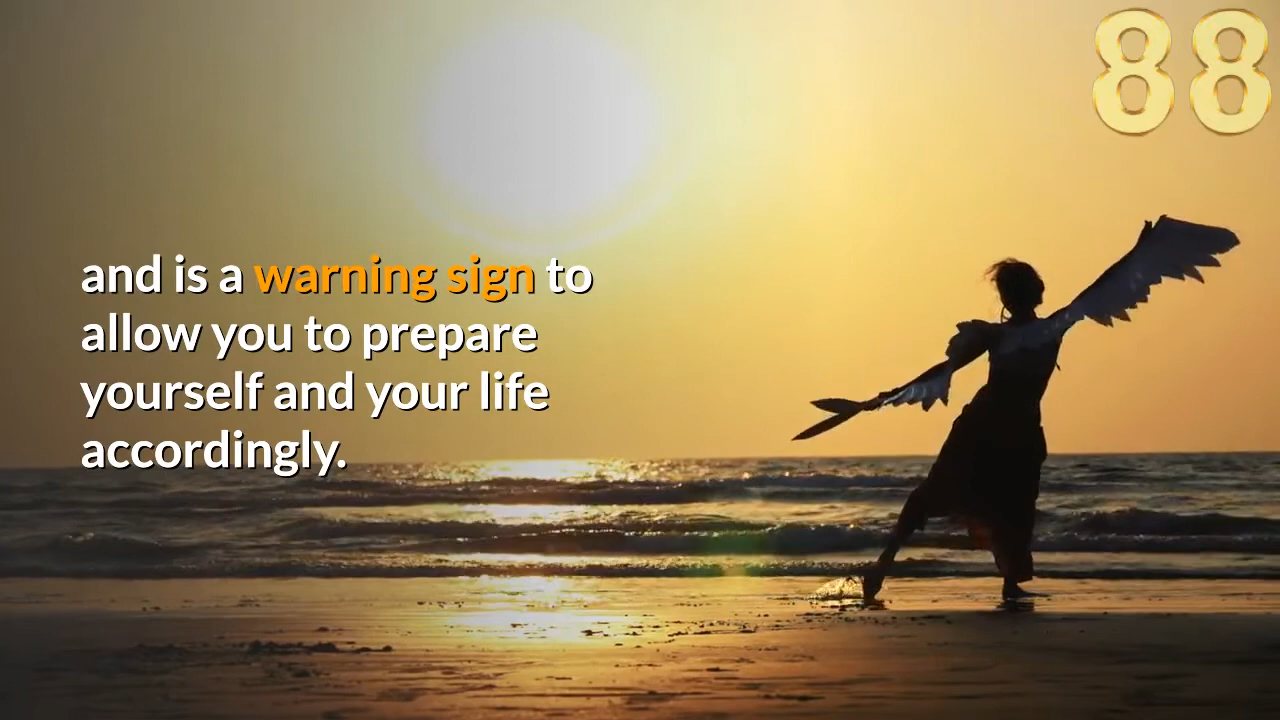 88
and is a warning sign to
allow you to prepare
yourself and your life
accordingly.